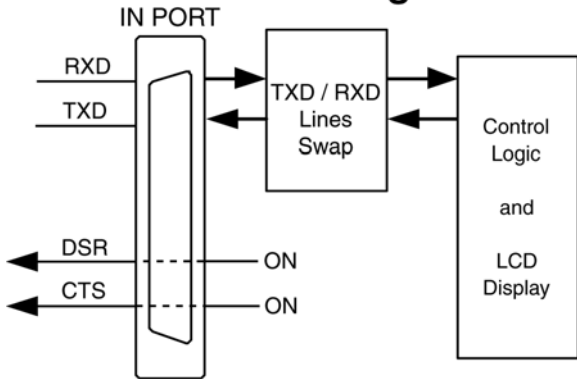 IN PORT
RXD
TXD
TXD / RXD
Lines
Swap
Control
Logic
and
LCD
Display
DSR
ON
CTS
ON